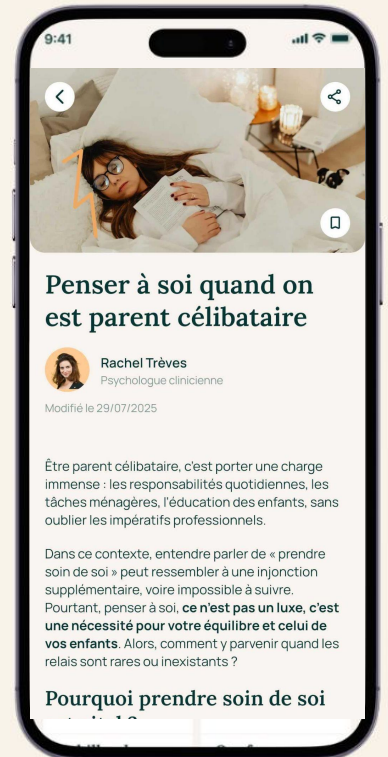 9:41
Penser à soi quand on
est parent célibataire
Rachel Trèves
Psychologue clinicienne
Modifié le 29/07/2025
Être parent célibataire, c'est porter une charge
immense : les responsabilités quotidiennes, les
tâches ménagères, l'éducation des enfants, sans
oublier les impératifs professionnels.
Dans ce contexte, entendre parler de « prendre
soin de soi » peut ressembler à une injonction
supplémentaire, voire impossible à suivre.
Pourtant, penser à soi, ce n'est pas un luxe, c'est
une nécessité pour votre équilibre et celui de
vos enfants. Alors, comment y parvenir quand les
relais sont rares ou inexistants ?
Pourquoi prendre soin de soi